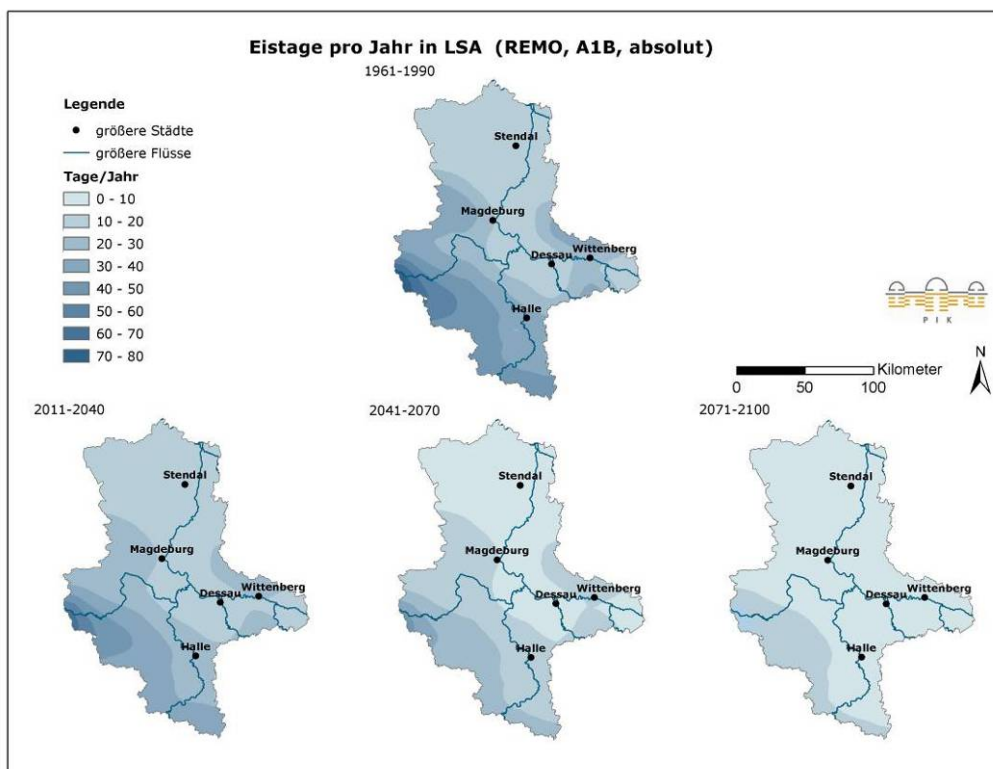 Eistage pro Jahr in LSA (REMO, A1B, absolut)
1961-1990
Legende
größere Städte
größere Flüsse
Tage/Jahr
0 - 10
10 - 20
20 - 30
30 - 40
40 - 50
50 - 60
60 - 70
70 - 80
Stendal
Magdeburg
Dessau
Wittenberg
Halle
P I K
N
Kilometer
0 50 100
2011-2040
Stendal
Magdeburg
Dessau
Wittenberg
Halle
2041-2070
Stendal
Magdeburg
Dessau
Wittenberg
Halle
2071-2100
Stendal
Magdeburg
Dessau
Wittenberg
Halle